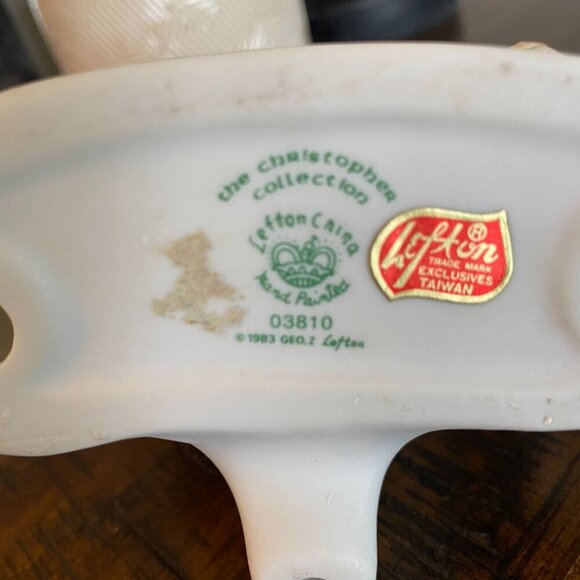 the christopher
collection
Lefton China
Hand Painted
03810
© 1983 GEO. Z Lefton
Lefton ®
TRADE MARK
EXCLUSIVES
TAIWAN